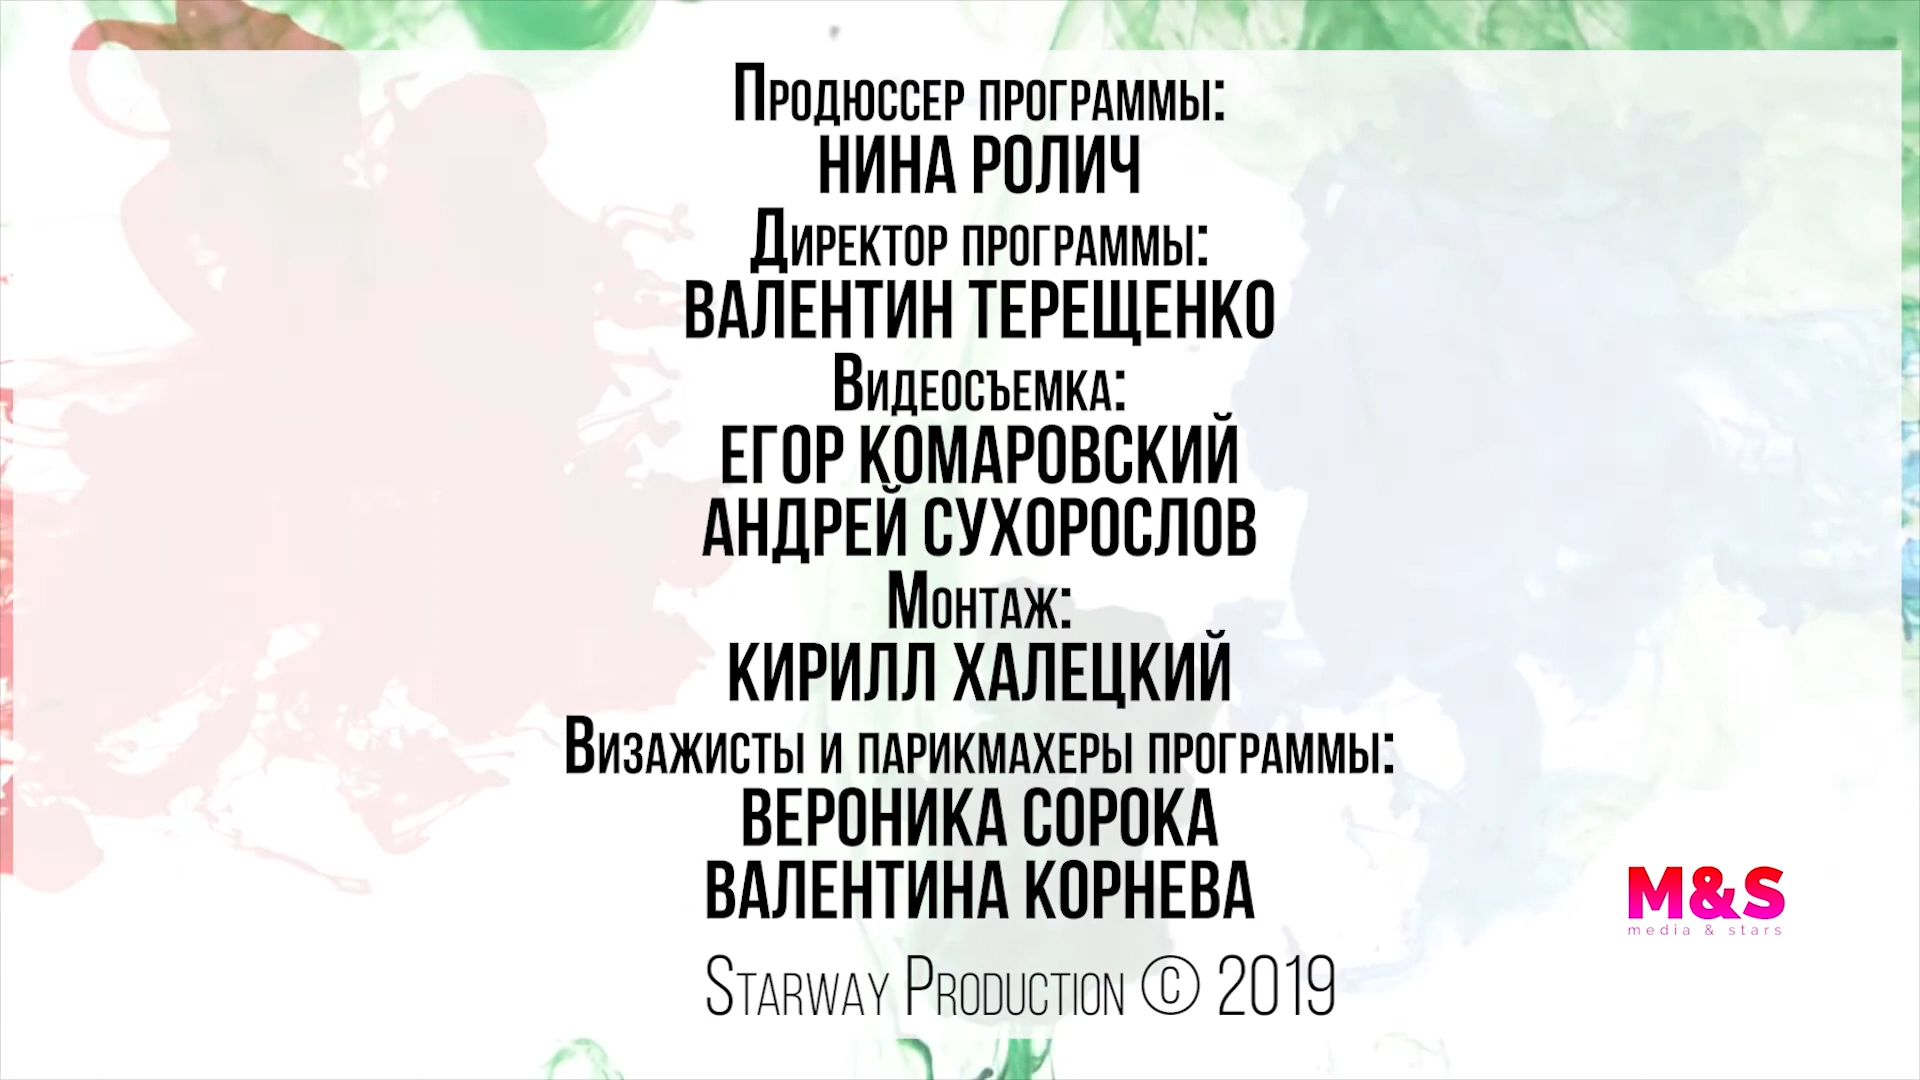 Продюссер программы:
НИНА РОЛИЧ
Директор программы:
ВАЛЕНТИН ТЕРЕЩЕНКО
Видеосъемка:
ЕГОР КОМАРОВСКИЙ
АНДРЕЙ СУХОРОСЛОВ
Монтаж:
КИРИЛЛ ХАЛЕЦКИЙ
Визажисты и парикмахеры программы:
ВЕРОНИКА СОРОКА
ВАЛЕНТИНА КОРНЕВА
Starway Production © 2019
M&S
media & stars